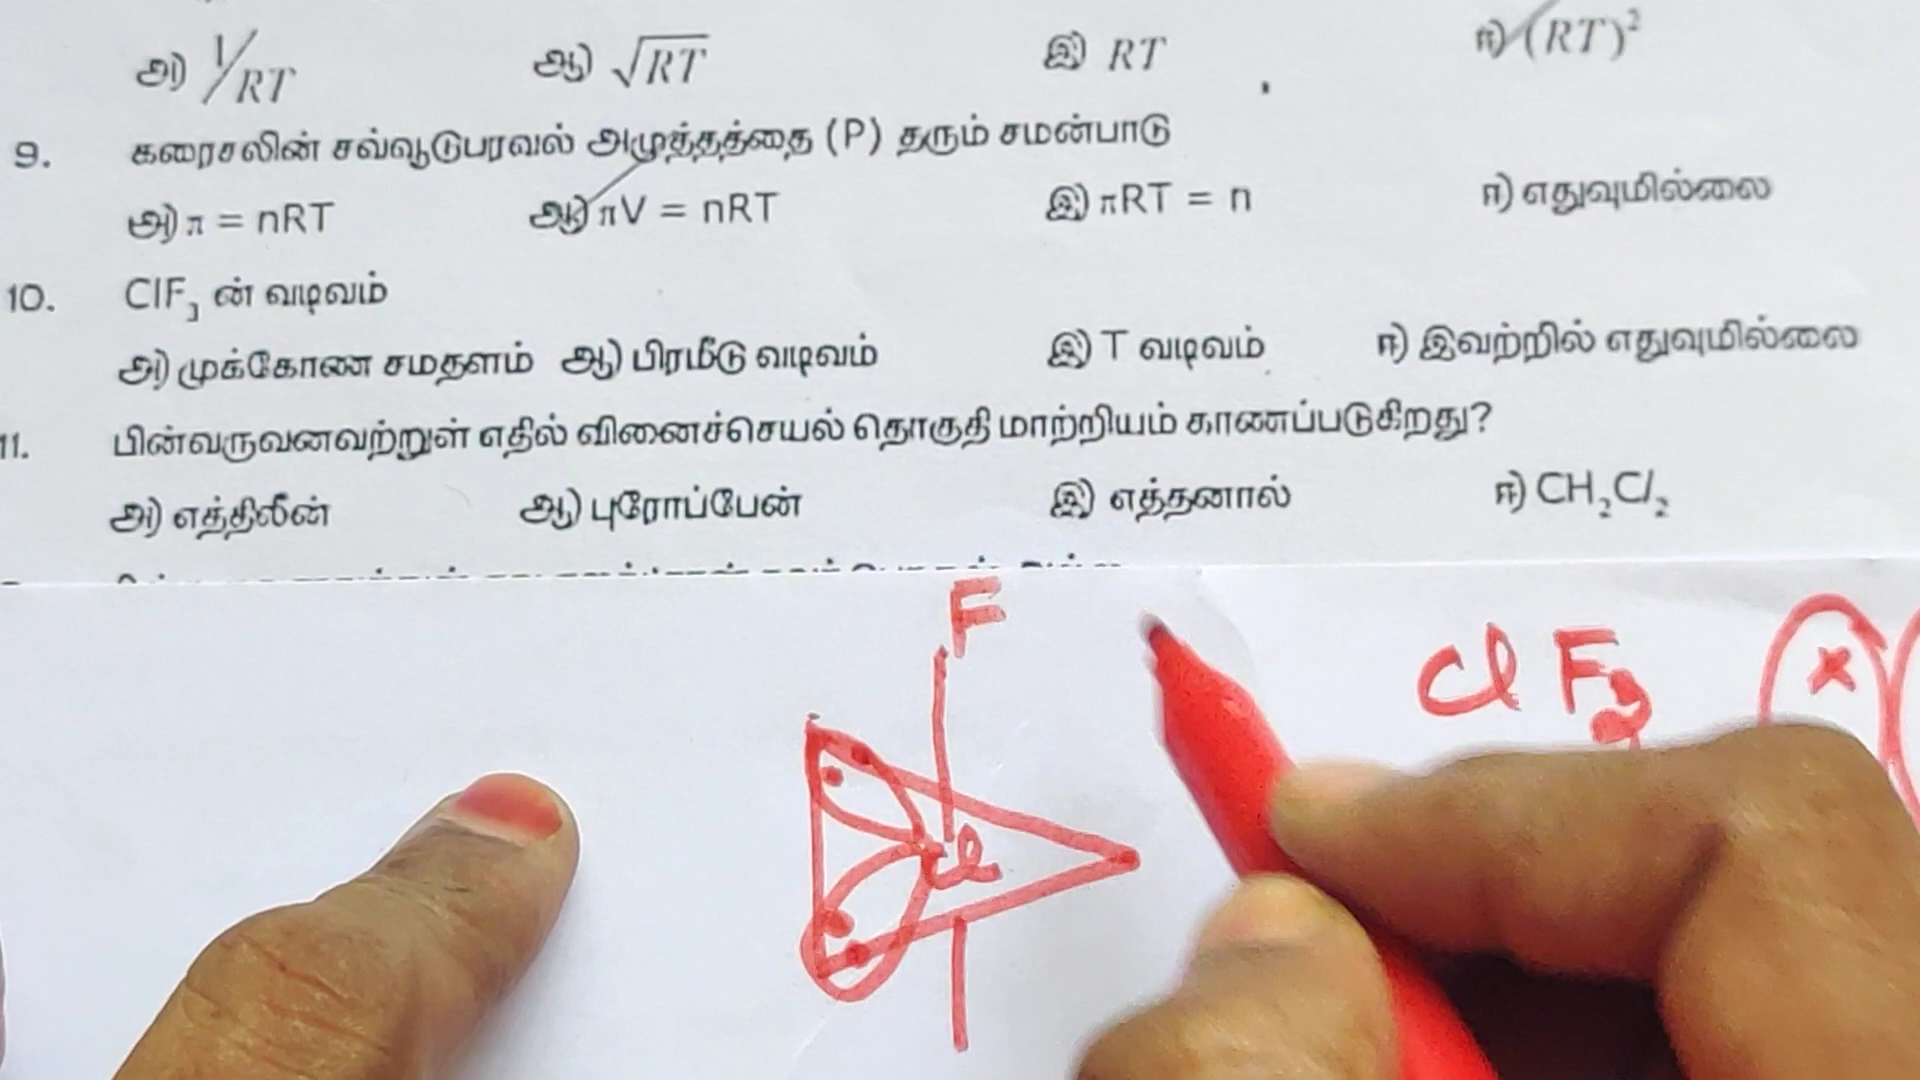 அ) 1/RT ஆ) √RT இ) RT ஈ) (RT)²
9. கரைசலின் சவ்வூடுபரவல் அழுத்தத்தை (P) தரும் சமன்பாடு
அ) π = nRT ஆ) πV = nRT இ) πRT = n ஈ) எதுவுமில்லை
10. ClF₃ ன் வடிவம்
அ) முக்கோண சமதளம் ஆ) பிரமீடு வடிவம் இ) T வடிவம் ஈ) இவற்றில் எதுவுமில்லை
11. பின்வருவனவற்றுள் எதில் வினைச்செயல் தொகுதி மாற்றியம் காணப்படுகிறது?
அ) எத்திலீன் ஆ) புரோப்பேன் இ) எத்தனால் ஈ) CH₂Cl₂
F
Cl F₃ x
Cl